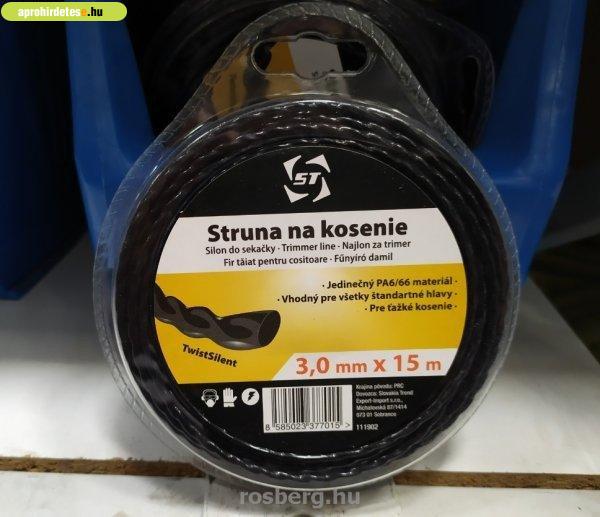 aprohirdetes.hu
ST
Struna na kosenie
Silon do sekačky · Trimmer line · Najlon za trimer
Fir tăiat pentru cositoare · Fűnyíró damil
· Jedinečný PA6/66 materiál ·
· Vhodný pre všetky štandartné hlavy ·
· Pre ťažké kosenie ·
TwistSilent
3,0 mm x 15 m
Krajina pôvodu: PRC
Dovozca: Slovakia Trend
Export-Import s.r.o.,
Michalovská 87/1414
073 01 Sobrance
111902
8 585023 377015 >
rosberg.hu